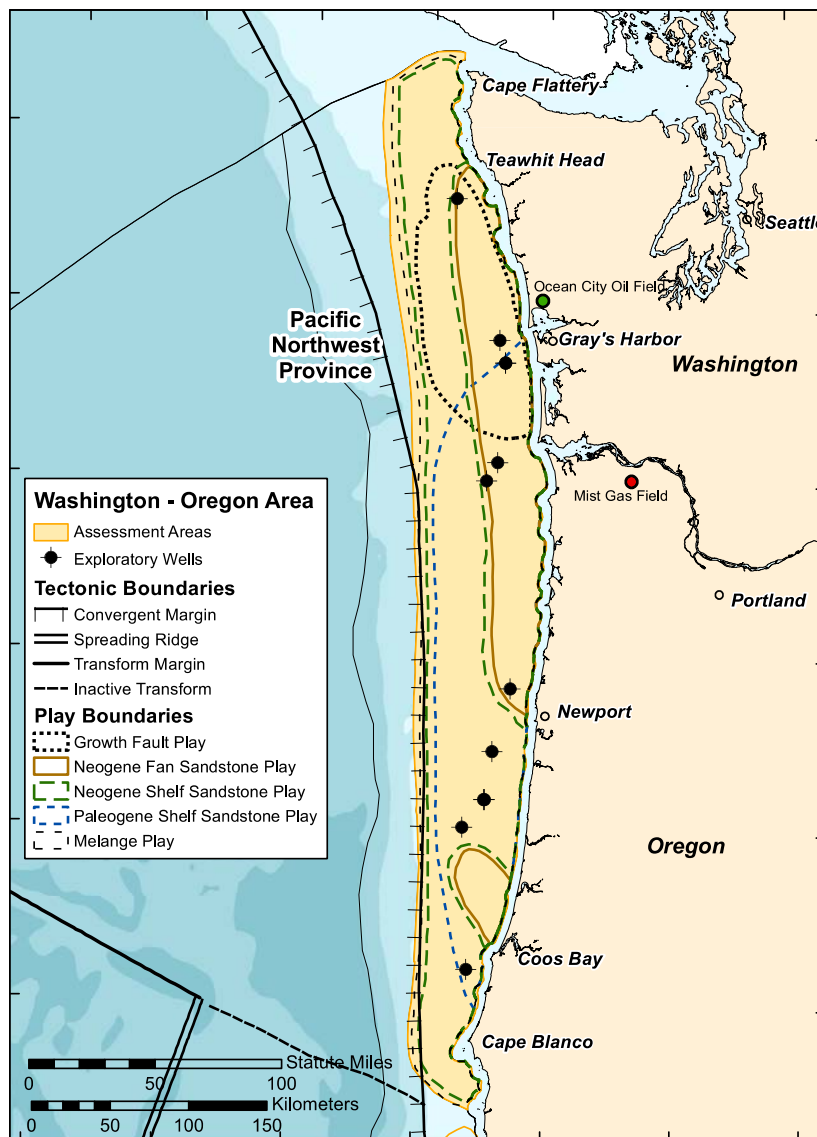 Cape Flattery
Teawhit Head
Seattle
Ocean City Oil Field
Pacific
Northwest
Province
Gray's Harbor
Washington
Washington - Oregon Area
Assessment Areas
Exploratory Wells
Tectonic Boundaries
Convergent Margin
Spreading Ridge
Transform Margin
Inactive Transform
Play Boundaries
Growth Fault Play
Neogene Fan Sandstone Play
Neogene Shelf Sandstone Play
Paleogene Shelf Sandstone Play
Melange Play
Mist Gas Field
Portland
Newport
Oregon
Coos Bay
Cape Blanco
Statute Miles
0 50 100
Kilometers
0 50 100 150